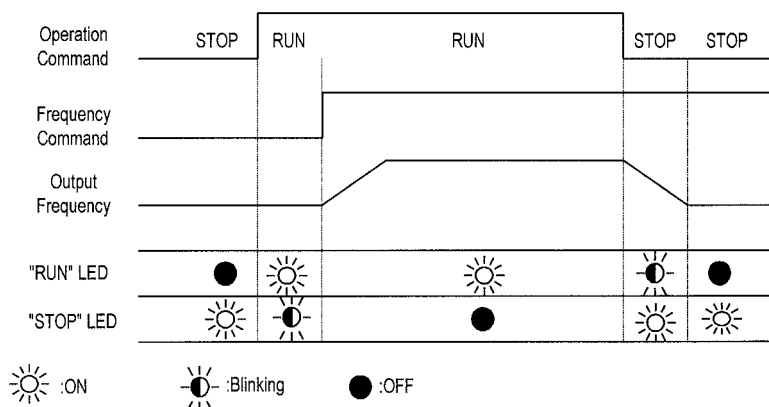 Operation
Command
STOP RUN RUN STOP STOP
Frequency
Command
Output
Frequency
"RUN" LED
"STOP" LED
:ON :Blinking :OFF